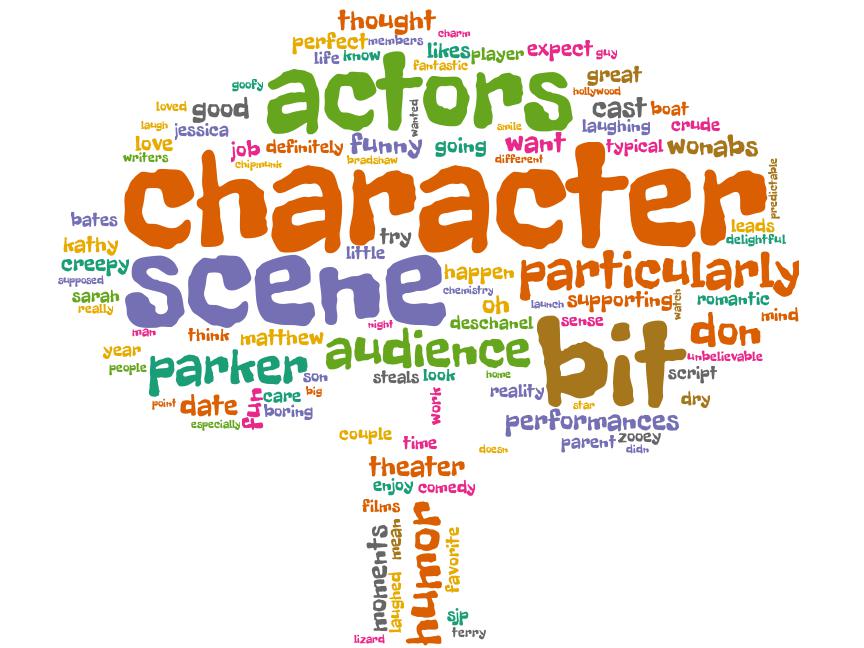 thought
charm
perfect members
life know likes player expect guy
fantastic
goofy actors great
hollywood
loved good wanted cast boat
laugh jessica smile laughing crude
love job definitely funny going want typical wonabs
writers chipmunk bradshaw different
character predictable
bates try leads
kathy little delightful
creepy scene happen particularly
supposed chemistry
sarah oh launch supporting watch romantic
really deschanel sense mind
man night bit don
year think matthew audience unbelievable
people parker son steals look home script
point date fun care big work reality star dry
especially boring performances
couple time parent zooey
doesn didn
theater
enjoy comedy
films
moments mean humor favorite
laughed
sjp
lizard terry